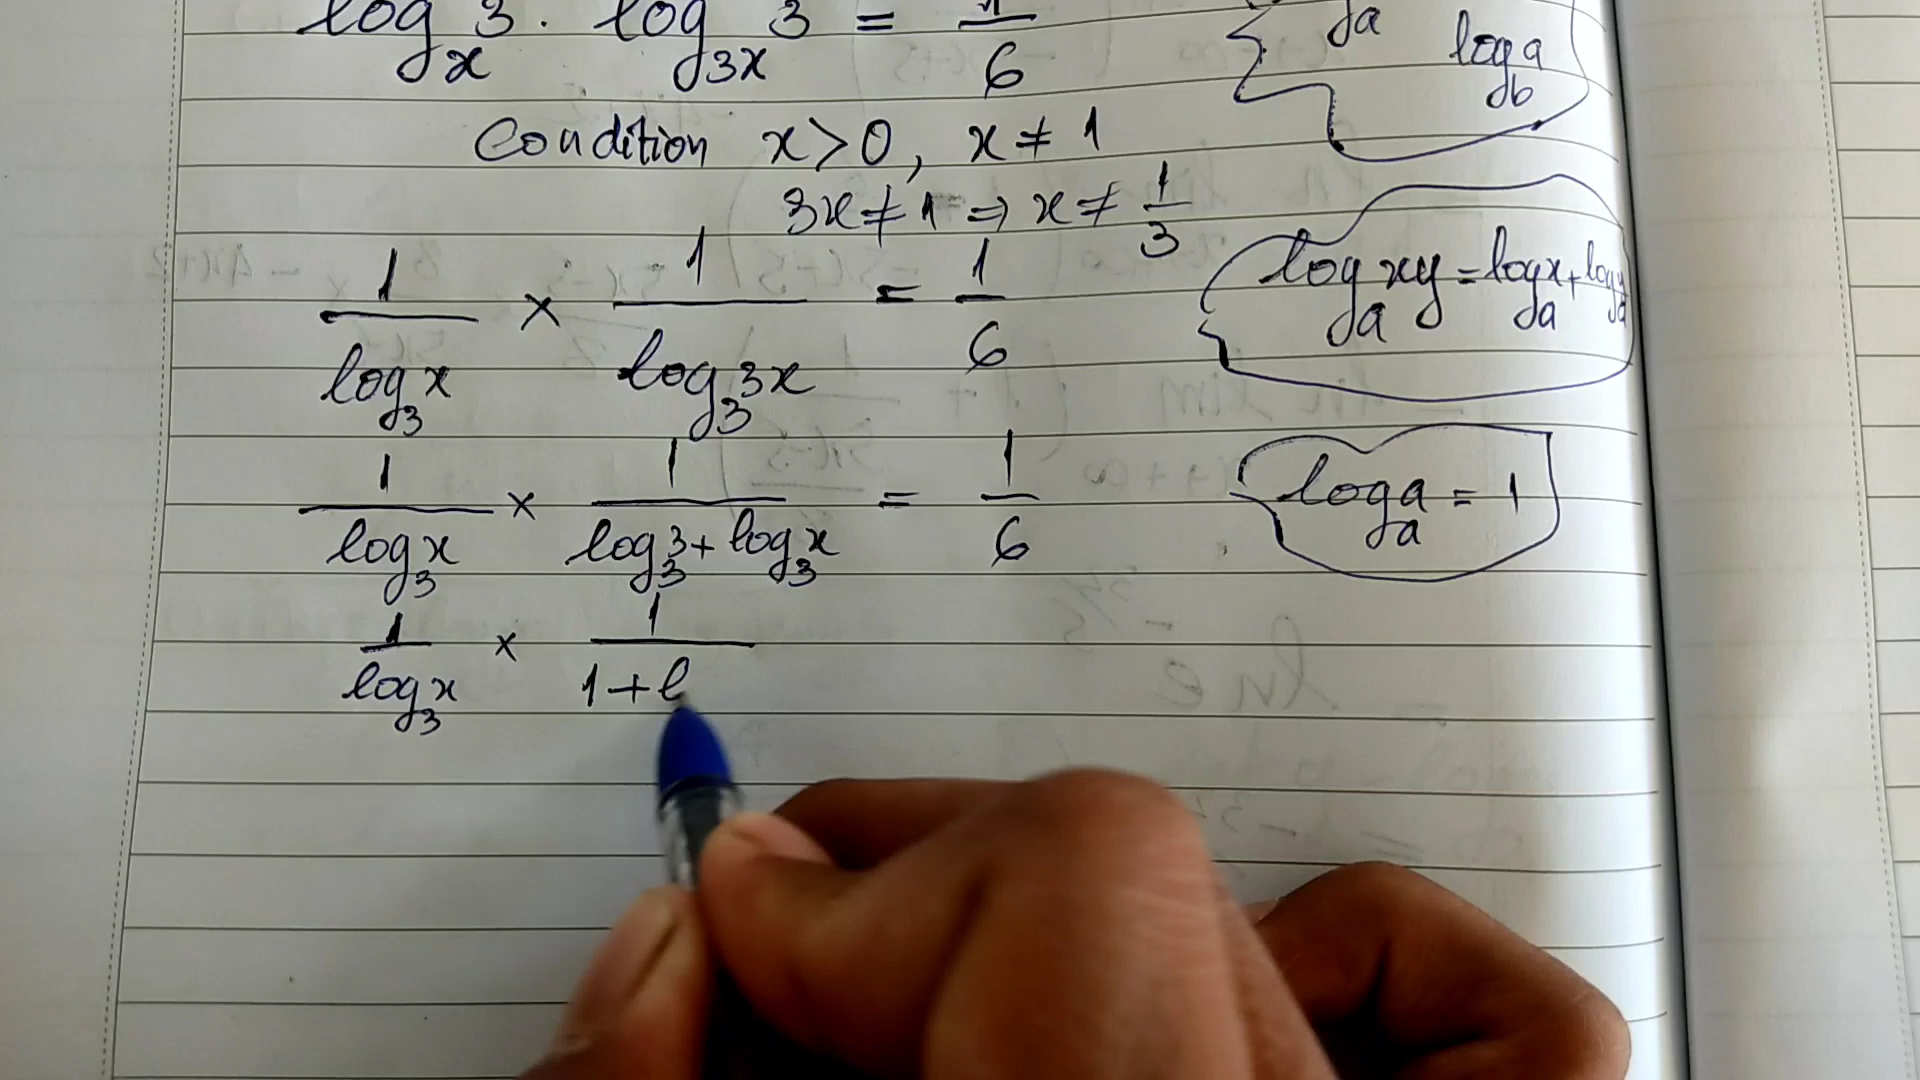 log_x 3 . log_3x 3 = 1/6
a log_b a
Condition x>0, x≠1
3x≠1 ⇒ x≠ 1/3
1/log_3 x × 1/log_3 3x = 1/6
log_a xy = log_a x + log_a y
1/log_3 x × 1/log_3 3 + log_3 x = 1/6
log_a a = 1
1/log_3 x × 1/1+l